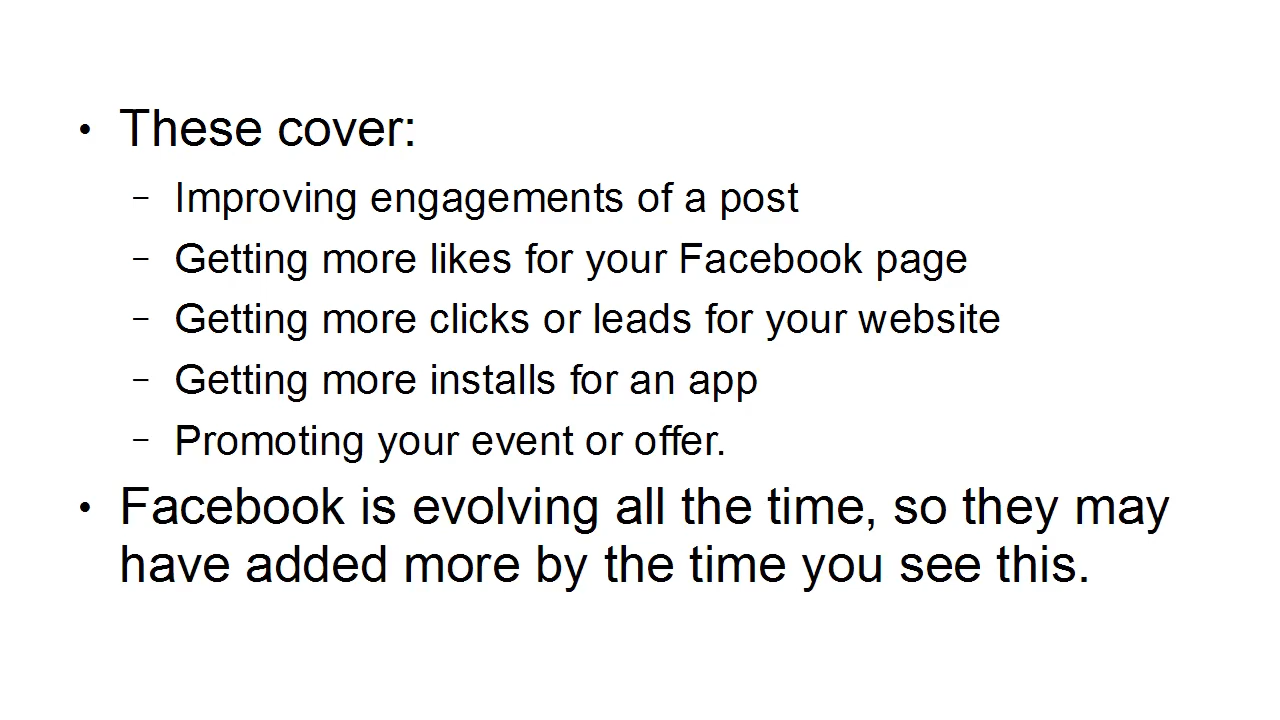 • These cover:
– Improving engagements of a post
– Getting more likes for your Facebook page
– Getting more clicks or leads for your website
– Getting more installs for an app
– Promoting your event or offer.
• Facebook is evolving all the time, so they may
have added more by the time you see this.